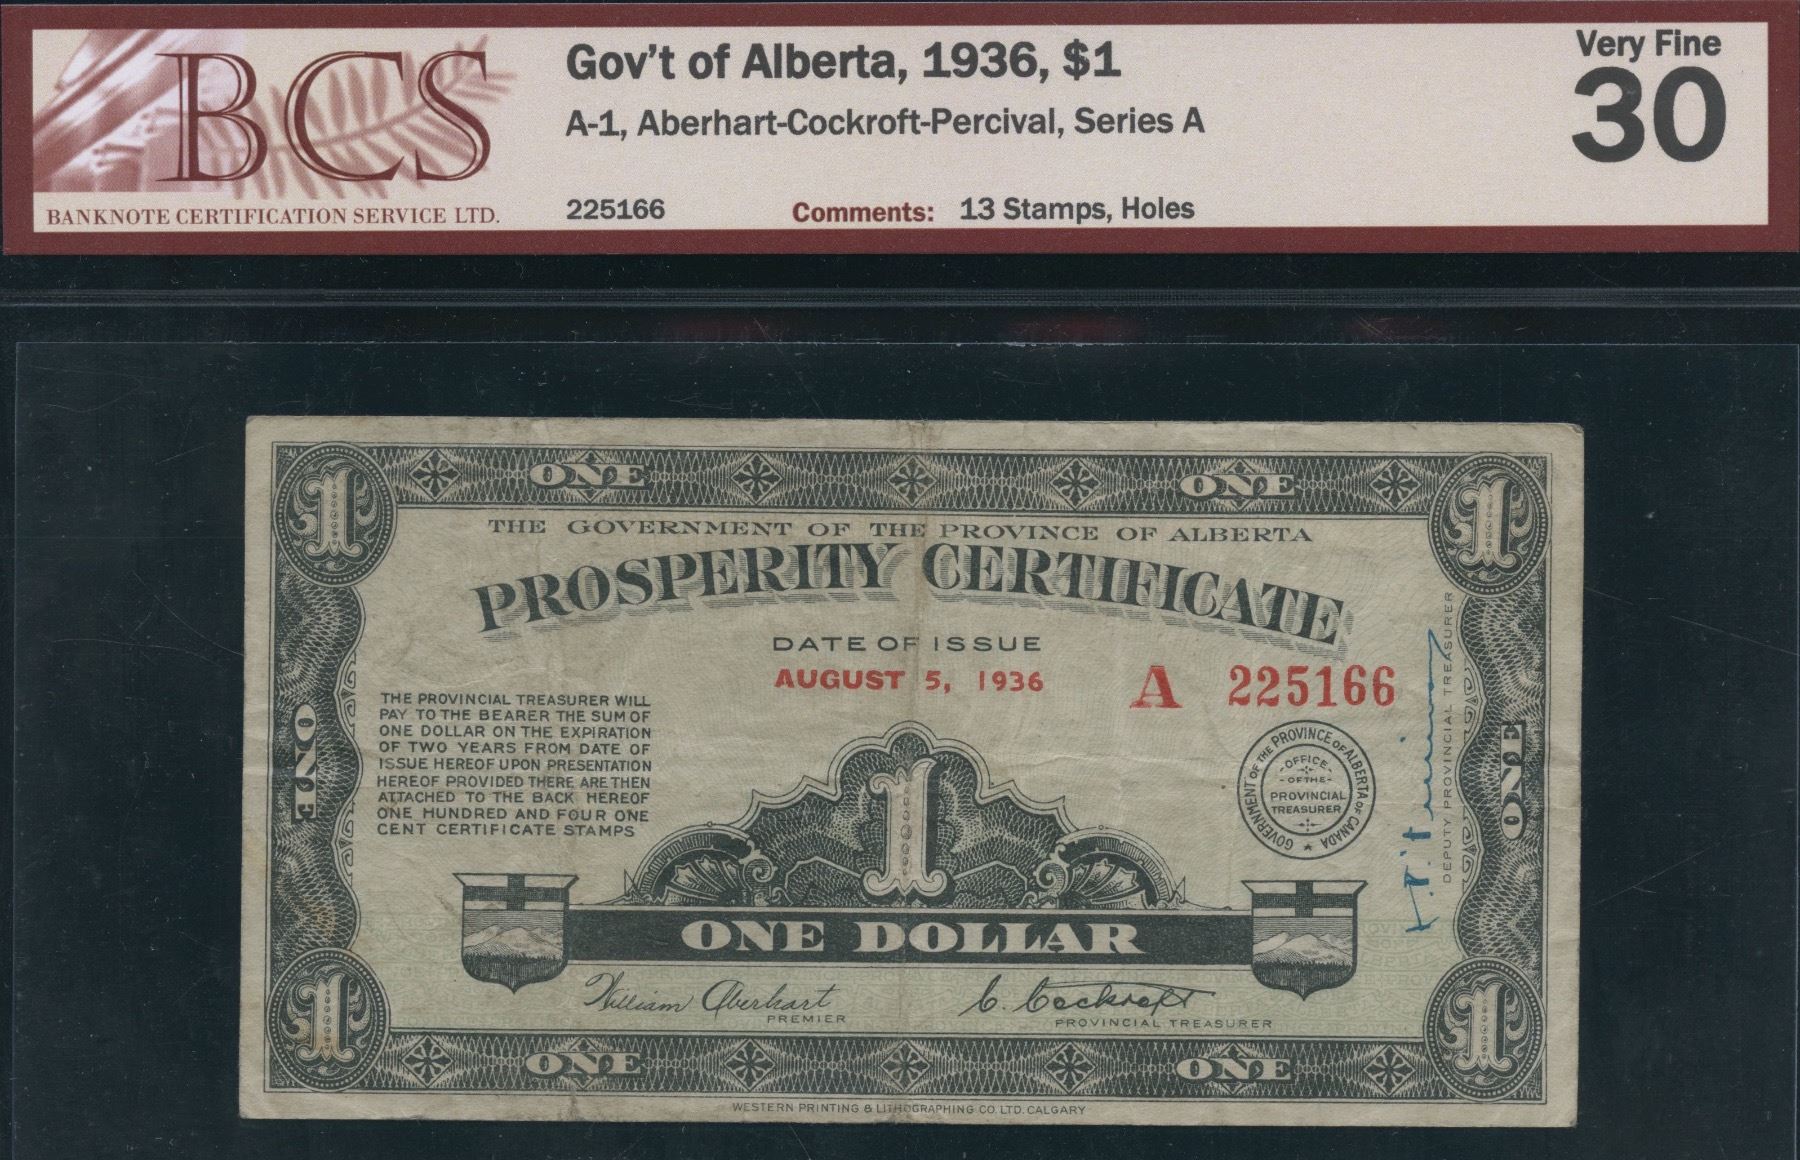 BCS
BANKNOTE CERTIFICATION SERVICE LTD.
Gov't of Alberta, 1936, $1
A-1, Aberhart-Cockroft-Percival, Series A
225166
Comments: 13 Stamps, Holes
Very Fine
30
1 ONE ONE 1
THE GOVERNMENT OF THE PROVINCE OF ALBERTA
PROSPERITY CERTIFICATE
DATE OF ISSUE
AUGUST 5, 1936
A 225166
THE PROVINCIAL TREASURER WILL
PAY TO THE BEARER THE SUM OF
ONE DOLLAR ON THE EXPIRATION
OF TWO YEARS FROM DATE OF
ISSUE HEREOF UPON PRESENTATION
HEREOF PROVIDED THERE ARE THEN
ATTACHED TO THE BACK HEREOF
ONE HUNDRED AND FOUR ONE
CENT CERTIFICATE STAMPS
ONE
1
GOVERNMENT OF THE PROVINCE OF ALBERTA OF CANADA
OFFICE
OF THE
PROVINCIAL
TREASURER
DEPUTY PROVINCIAL TREASURER
ONE
ONE DOLLAR
William Aberhart
PREMIER
C. Cockroft
PROVINCIAL TREASURER
1 ONE ONE 1
WESTERN PRINTING & LITHOGRAPHING CO. LTD. CALGARY